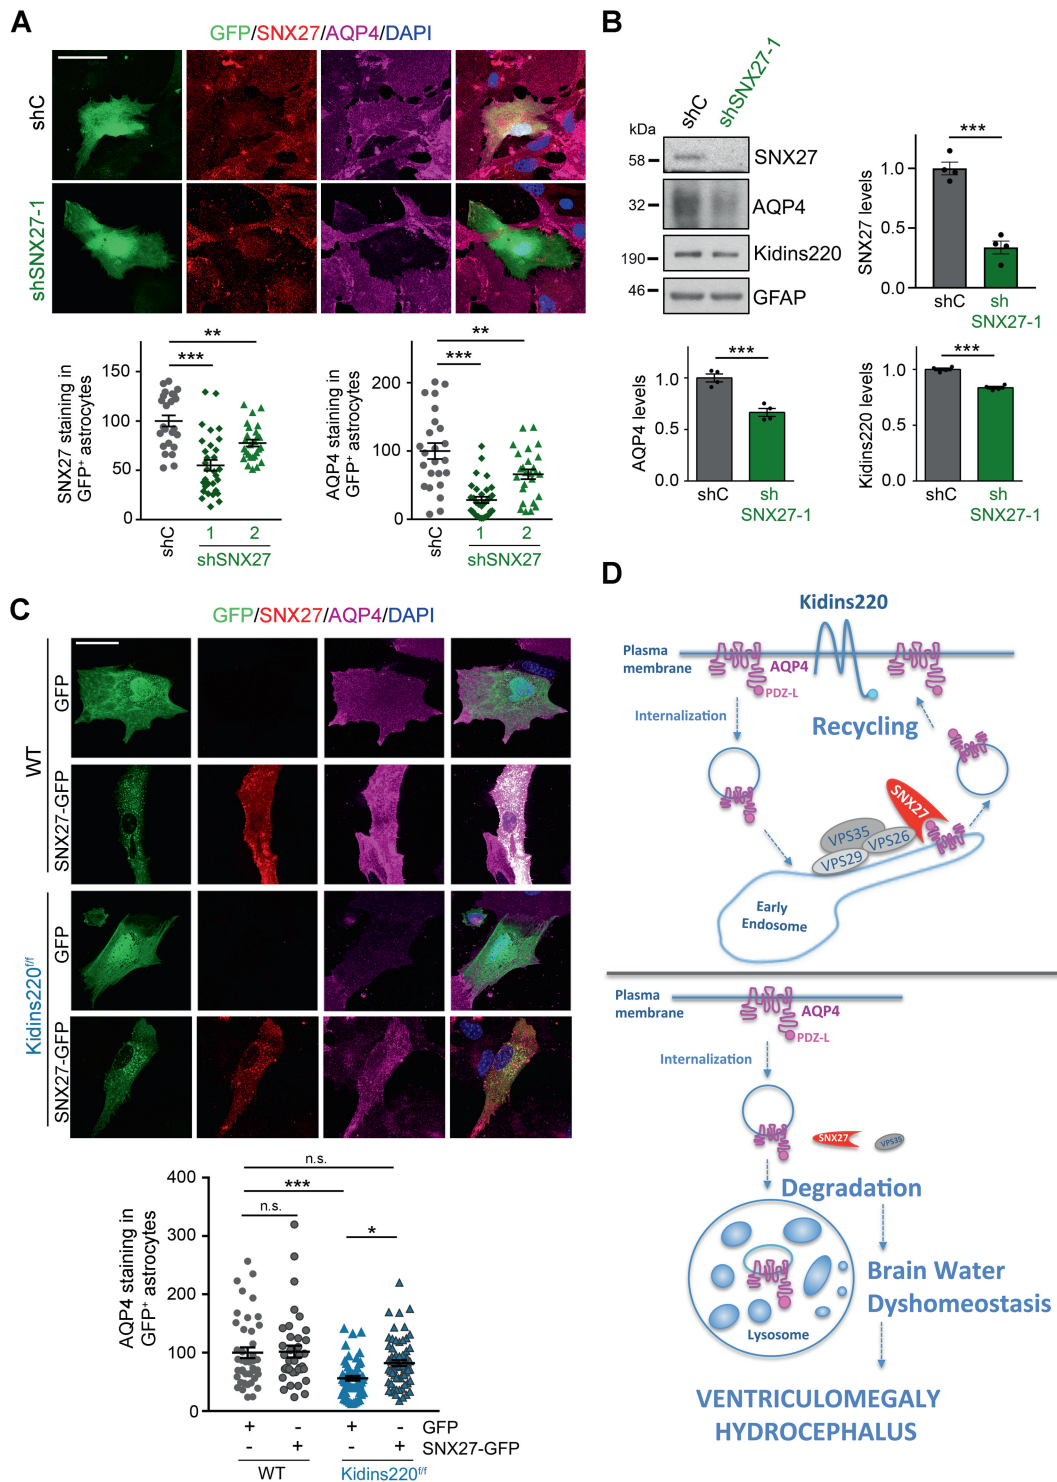 A
GFP/SNX27/AQP4/DAPI
shC
shSNX27-1
SNX27 staining in
GFP+ astrocytes
150
100
50
0
***
**
shC
1
2
shSNX27
AQP4 staining in
GFP+ astrocytes
200
100
0
***
**
shC
1
2
shSNX27
B
shC
shSNX27-1
kDa
58
SNX27
32
AQP4
190
Kidins220
46
GFAP
SNX27 levels
1.0
0.5
0.0
***
shC
sh
SNX27-1
AQP4 levels
1.0
0.5
0.0
***
shC
sh
SNX27-1
Kidins220 levels
1.0
0.5
0.0
***
shC
sh
SNX27-1
C
GFP/SNX27/AQP4/DAPI
WT
GFP
SNX27-GFP
Kidins220f/f
GFP
SNX27-GFP
AQP4 staining in
GFP+ astrocytes
400
300
200
100
0
n.s.
***
n.s.
*
+ - + - GFP
- + - + SNX27-GFP
WT
Kidins220f/f
D
Kidins220
Plasma
membrane
AQP4
PDZ-L
Internalization
Recycling
SNX27
VPS35
VPS26
VPS29
Early
Endosome
Plasma
membrane
AQP4
PDZ-L
Internalization
SNX27
VPS35
Degradation
Brain Water
Dyshomeostasis
Lysosome
VENTRICULOMEGALY
HYDROCEPHALUS